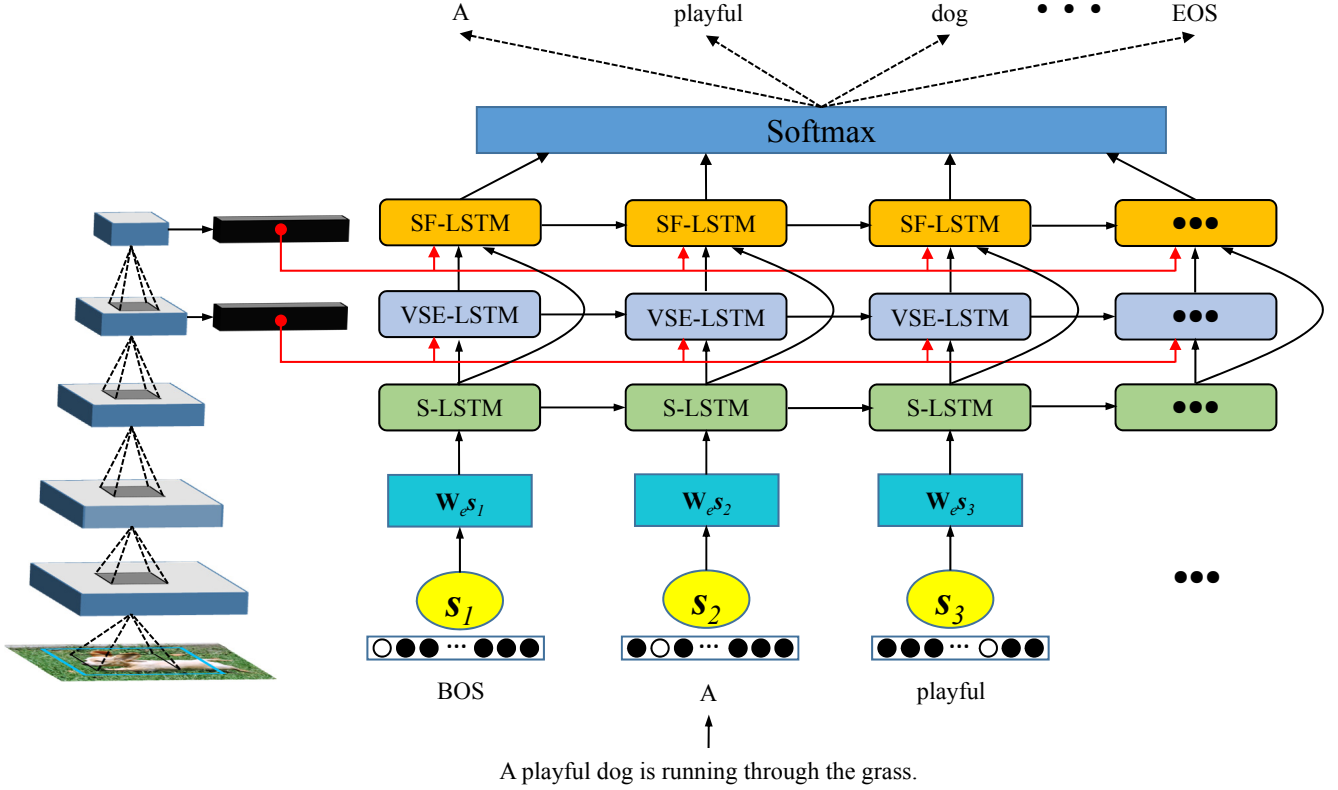 A playful dog EOS
Softmax
SF-LSTM SF-LSTM SF-LSTM
VSE-LSTM VSE-LSTM VSE-LSTM
S-LSTM S-LSTM S-LSTM
Wₑs₁ Wₑs₂ Wₑs₃
s₁ s₂ s₃
BOS A playful
A playful dog is running through the grass.